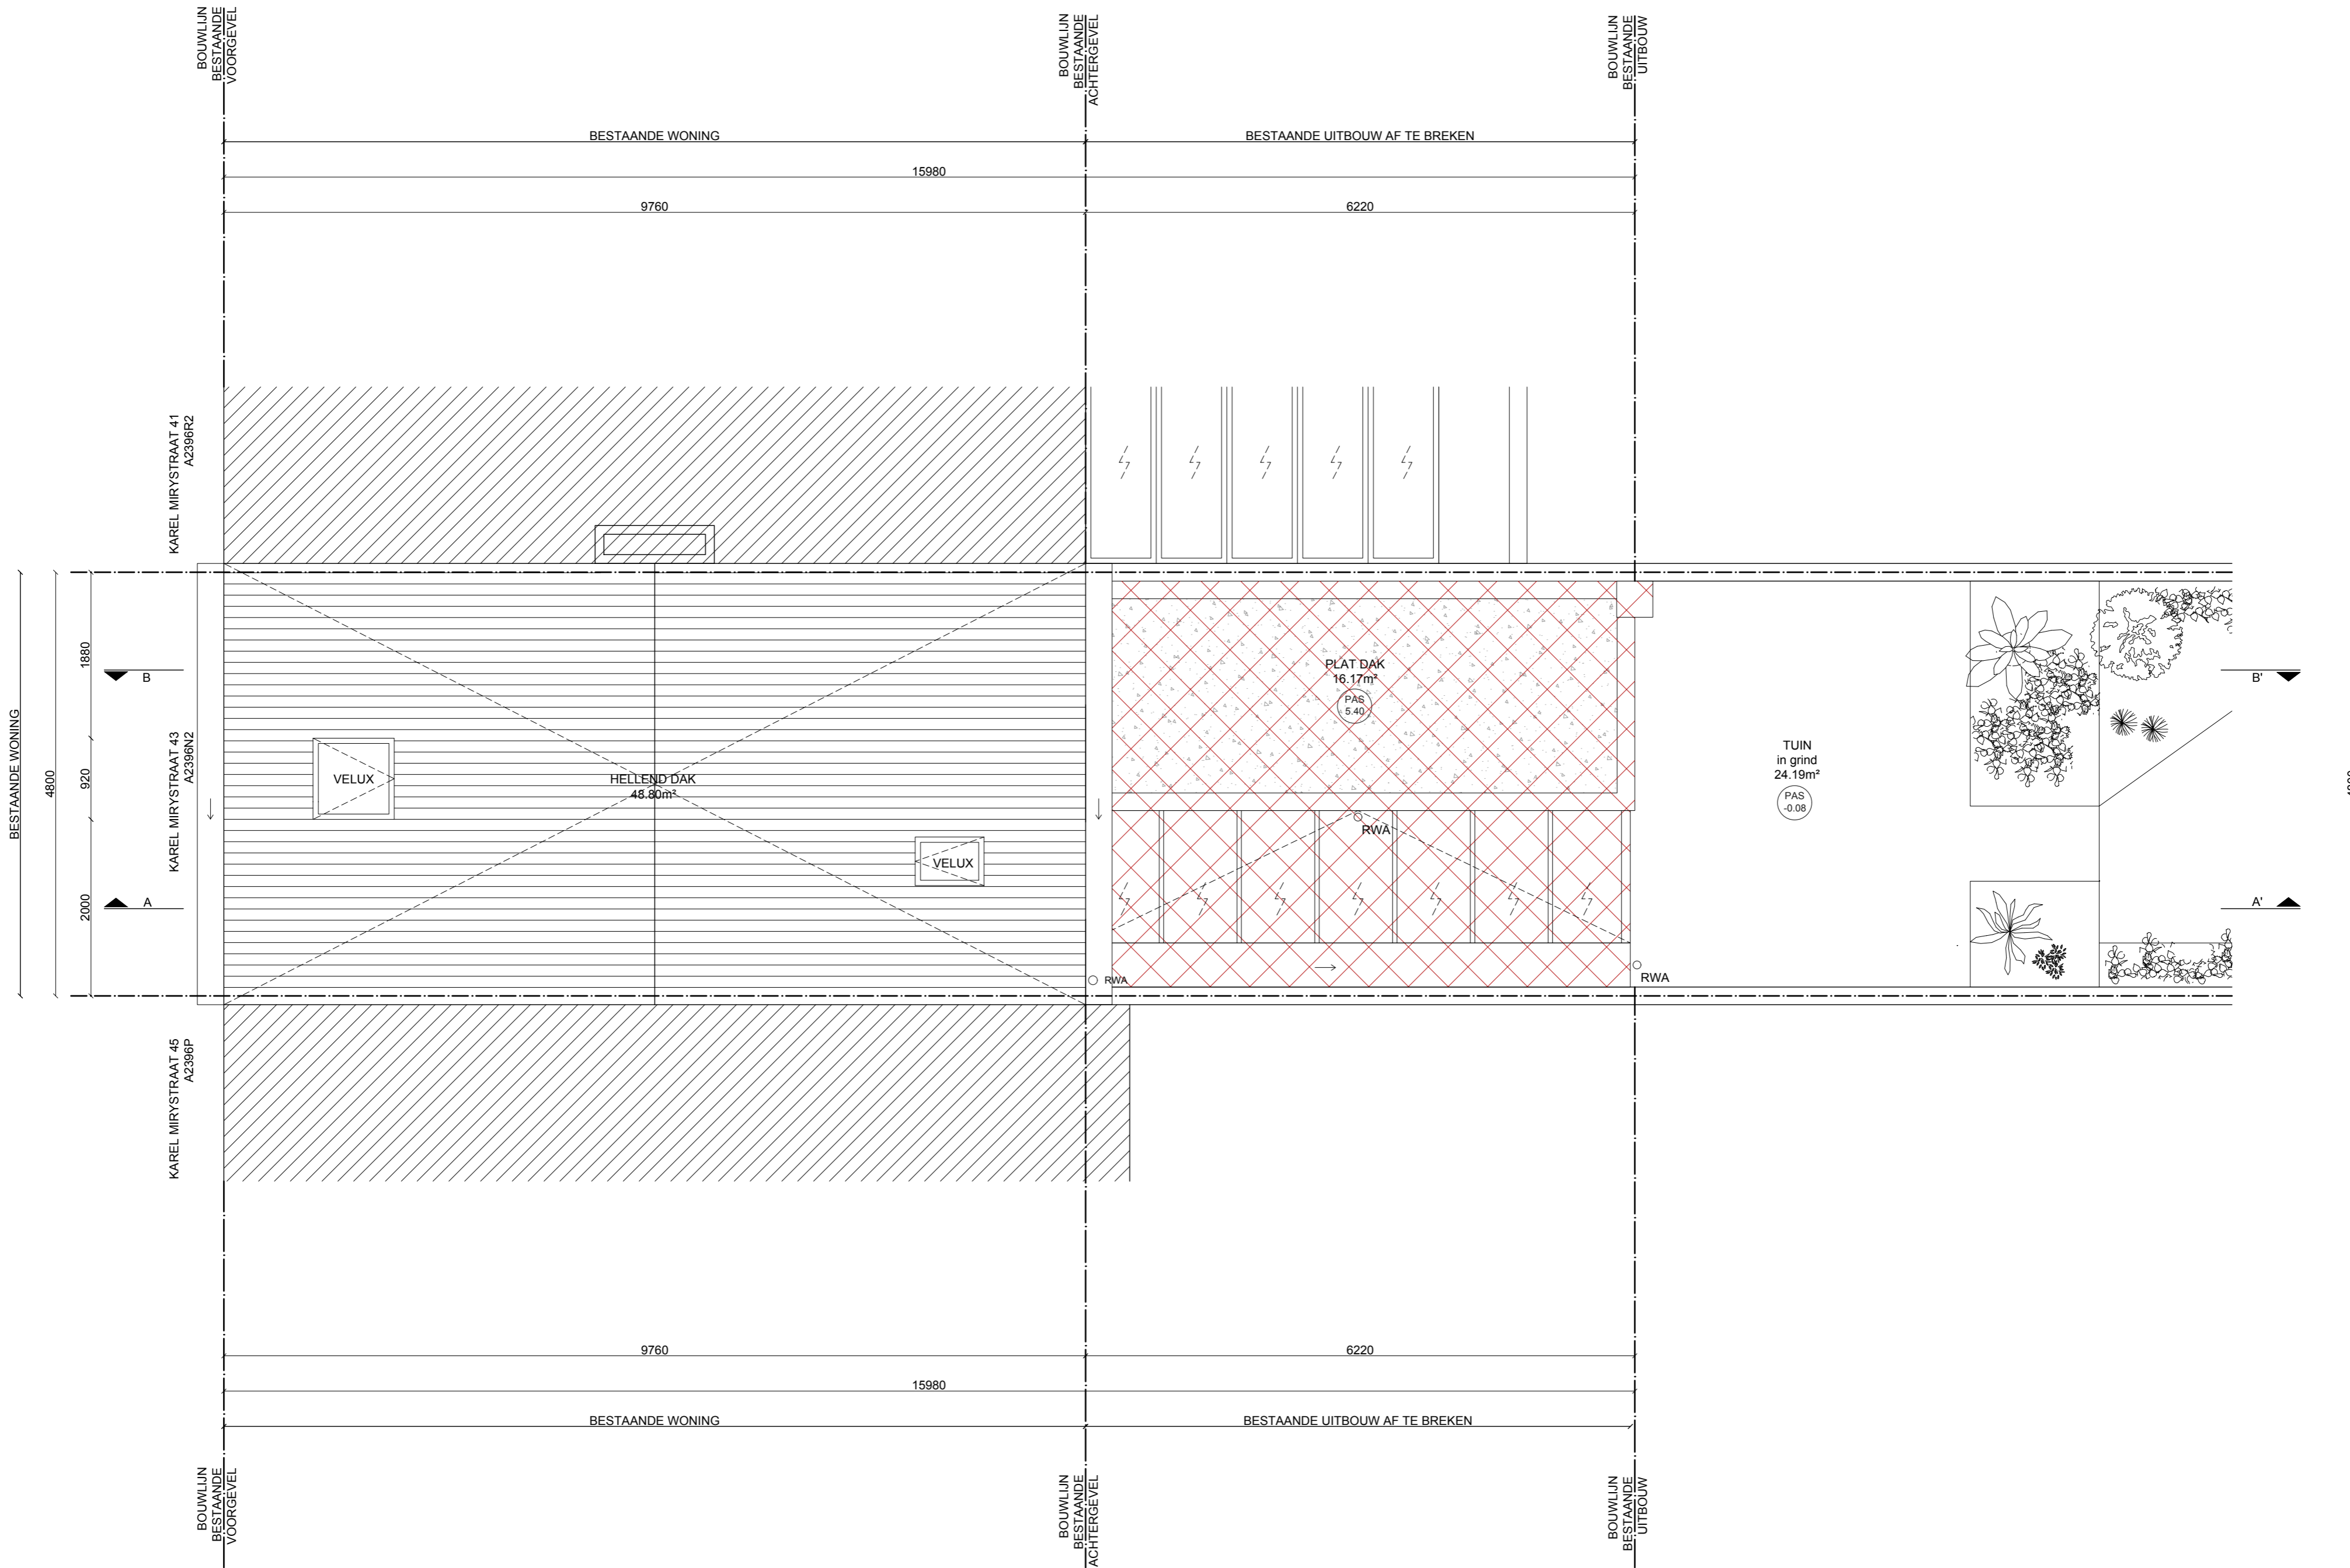 BOUWLIJN
BESTAANDE
VOORGEVEL
BOUWLIJN
BESTAANDE
ACHTERGEVEL
BOUWLIJN
BESTAANDE
UITBOUW
BESTAANDE WONING
BESTAANDE UITBOUW AF TE BREKEN
15980
9760
6220
KAREL MIRYSTRAAT 41
A2396R2
BESTAANDE WONING
4800
1880
920
2000
B
A
KAREL MIRYSTRAAT 43
A2396N2
VELUX
HELLEND DAK
48.80m²
VELUX
RWA
PLAT DAK
16.17m²
PAS
5.40
RWA
RWA
TUIN
in grind
24.19m²
PAS
-0.08
B'
A'
KAREL MIRYSTRAAT 45
A2396P
9760
6220
15980
BESTAANDE WONING
BESTAANDE UITBOUW AF TE BREKEN
BOUWLIJN
BESTAANDE
VOORGEVEL
BOUWLIJN
BESTAANDE
ACHTERGEVEL
BOUWLIJN
BESTAANDE
UITBOUW